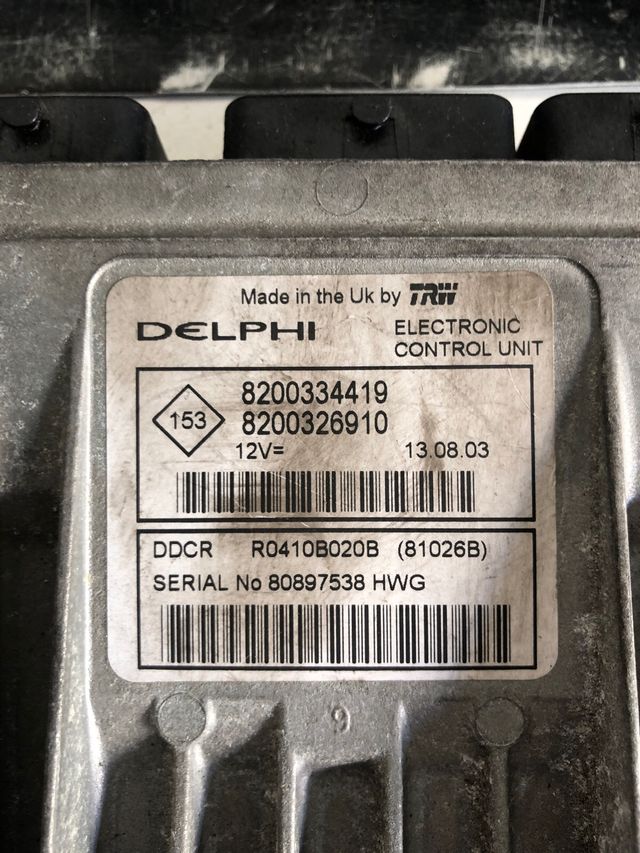 Made in the Uk by TRW
DELPHI
ELECTRONIC
CONTROL UNIT
153
8200334419
8200326910
12V= 13.08.03
DDCR R0410B020B (81026B)
SERIAL No 80897538 HWG
9